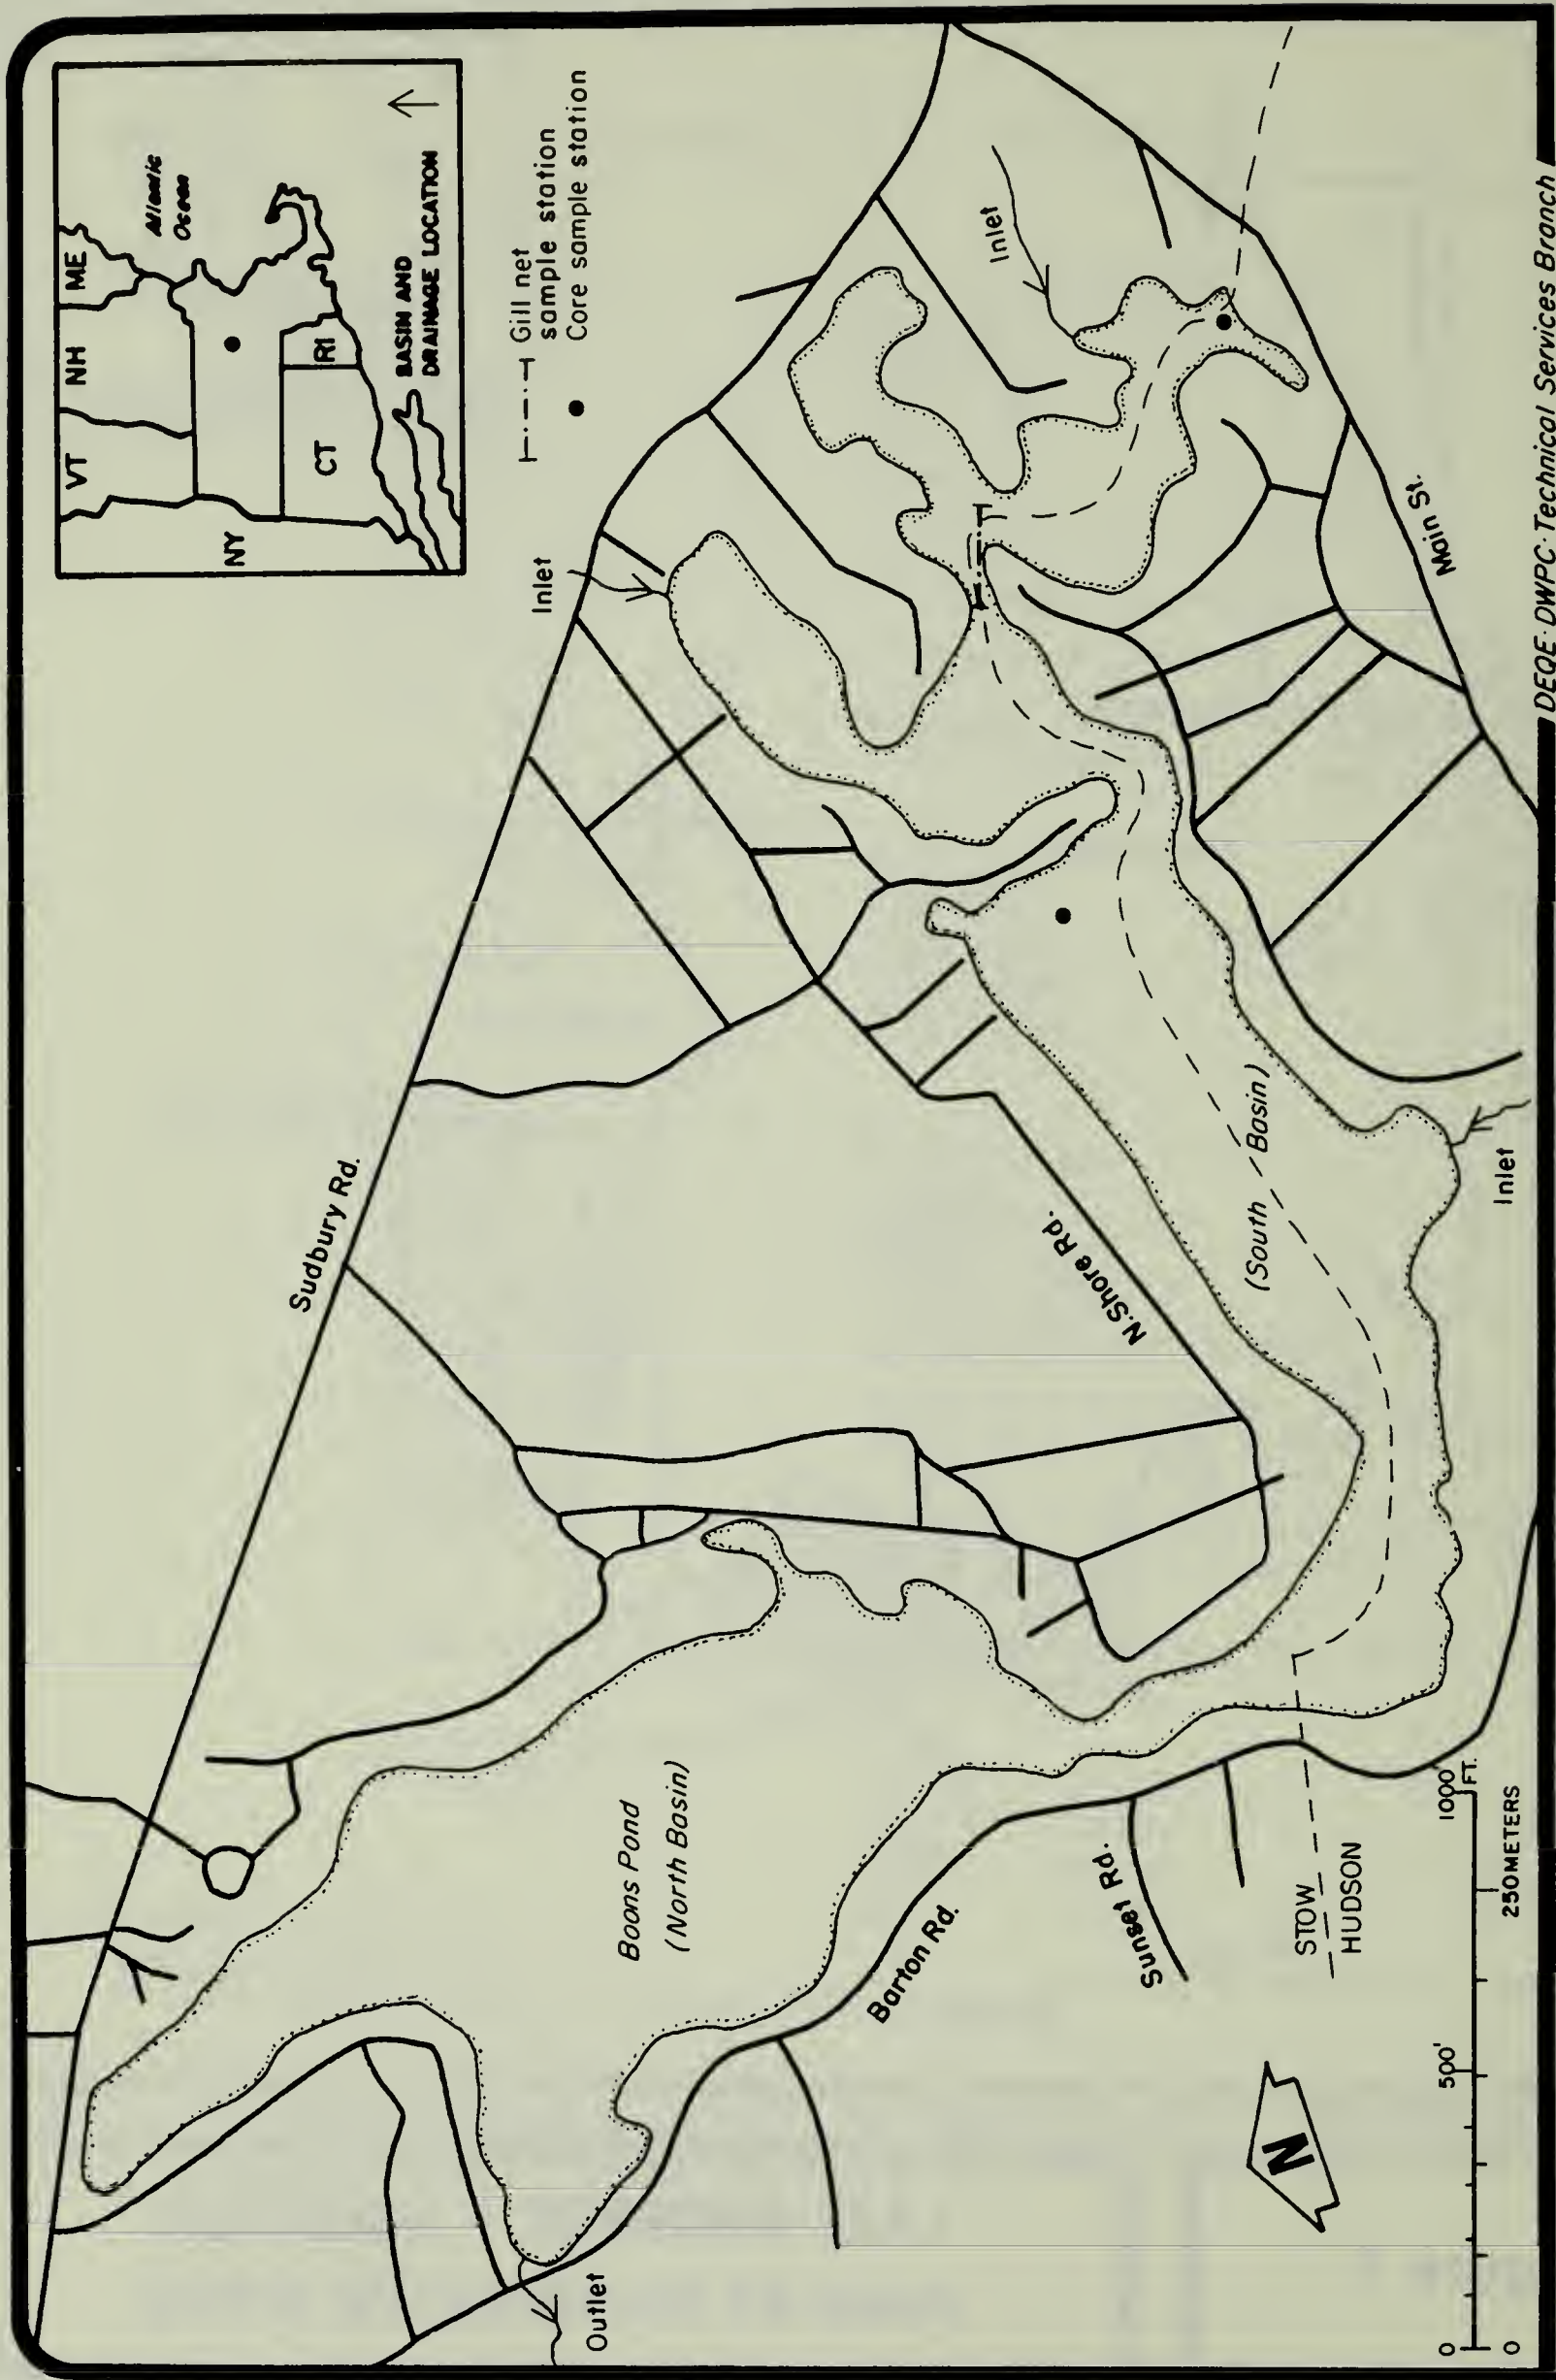 VT
NH
ME
NY
CT
RI
Atlantic
Ocean
BASIN AND
DRAINAGE LOCATION
Gill net
sample station
Core sample station
Inlet
Inlet
Sudbury Rd.
Main St.
N. Shore Rd.
(South Basin)
Inlet
Boons Pond
(North Basin)
Barton Rd.
Sunset Rd.
STOW
HUDSON
Outlet
N
0 500' 1000
FT.
0 250 METERS
DEQE·DWPC·Technical Services Branch